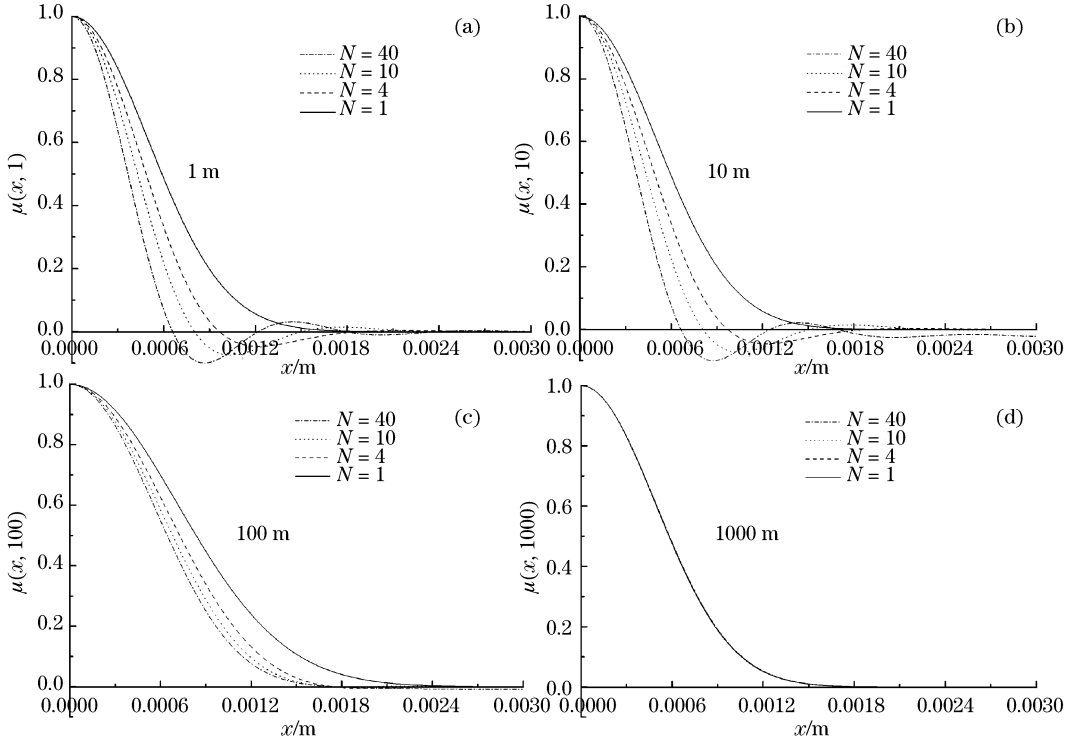 (a)
N = 40
N = 10
N = 4
N = 1
1 m
μ(x, 1)
1.0
0.8
0.6
0.4
0.2
0.0
0.0000 0.0006 0.0012 0.0018 0.0024 0.0030
x/m
(b)
N = 40
N = 10
N = 4
N = 1
10 m
μ(x, 10)
1.0
0.8
0.6
0.4
0.2
0.0
0.0000 0.0006 0.0012 0.0018 0.0024 0.0030
x/m
(c)
N = 40
N = 10
N = 4
N = 1
100 m
μ(x, 100)
1.0
0.8
0.6
0.4
0.2
0.0
0.0000 0.0006 0.0012 0.0018 0.0024 0.0030
x/m
(d)
N = 40
N = 10
N = 4
N = 1
1000 m
μ(x, 1000)
1.0
0.8
0.6
0.4
0.2
0.0
0.0000 0.0006 0.0012 0.0018 0.0024 0.0030
x/m